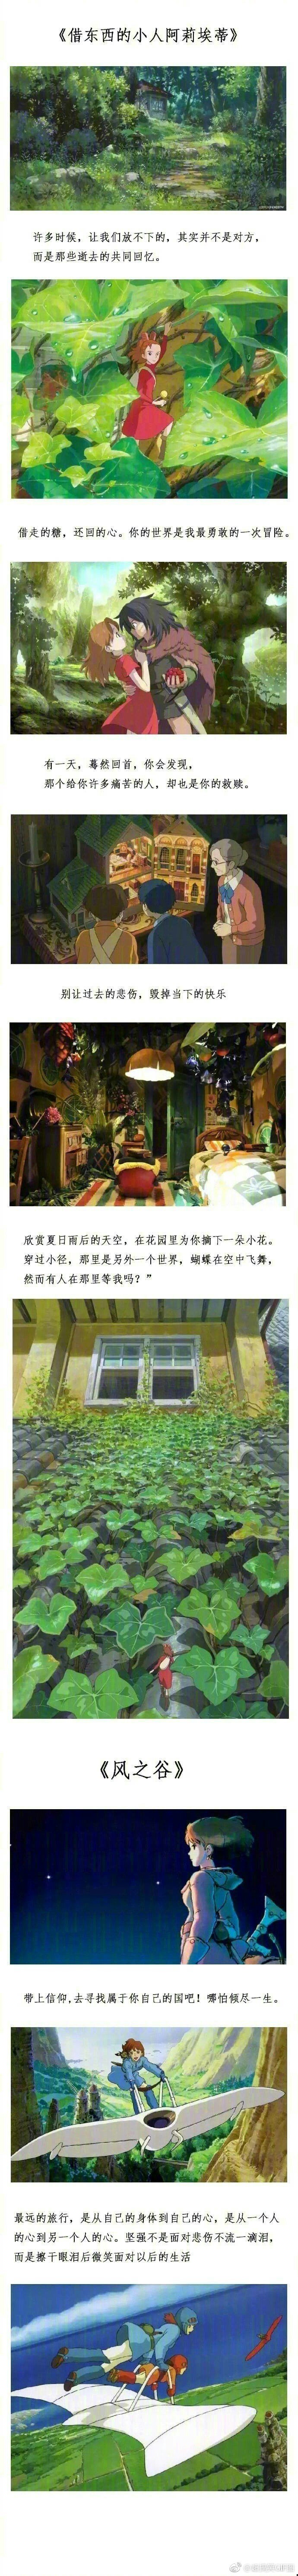 《借东西的小人阿莉埃蒂》
许多时候，让我们放不下的，其实并不是对方，
而是那些逝去的共同回忆。
借走的糖，还回的心。你的世界是我最勇敢的一次冒险。
有一天，蓦然回首，你会发现，
那个给你许多痛苦的人，却也是你的救赎。
别让过去的悲伤，毁掉当下的快乐
欣赏夏日雨后的天空，在花园里为你摘下一朵小花。
穿过小径，那里是另外一个世界，蝴蝶在空中飞舞，
然而有人在那里等我吗？”
《风之谷》
带上信仰,去寻找属于你自己的国吧！哪怕倾尽一生。
最远的旅行，是从自己的身体到自己的心，是从一个人
的心到另一个人的心。坚强不是面对悲伤不流一滴泪，
而是擦干眼泪后微笑面对以后的生活